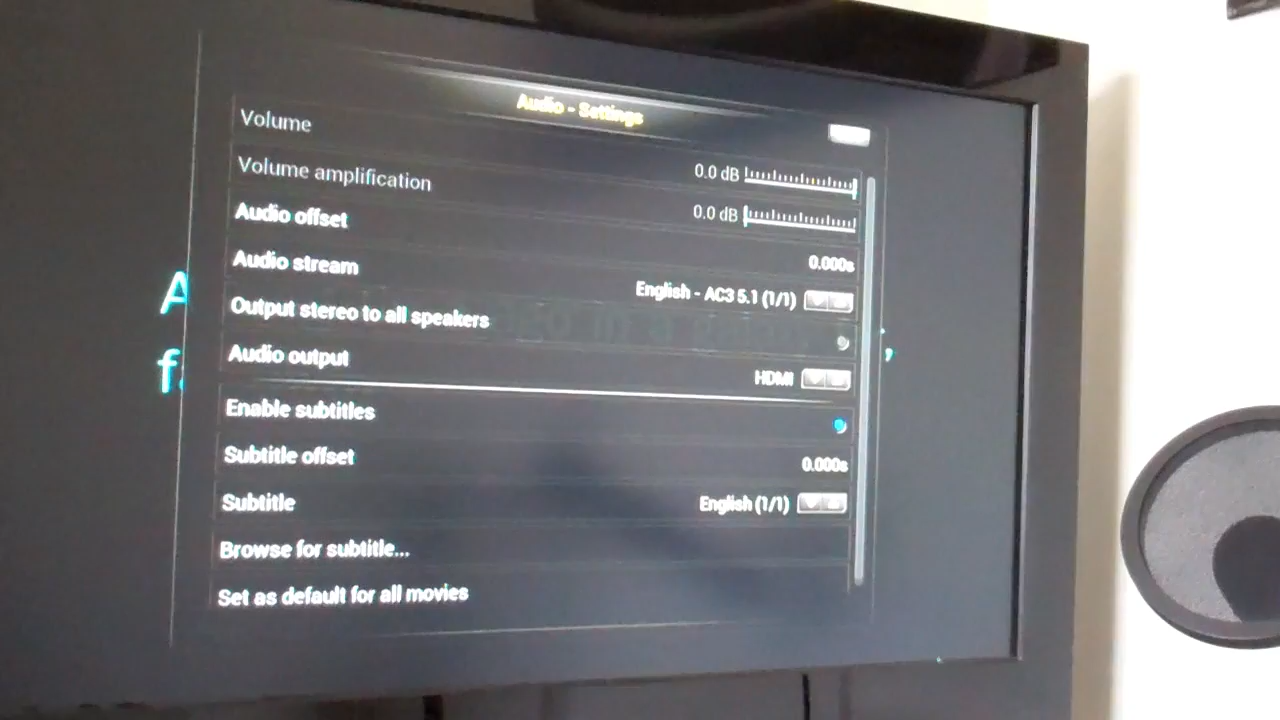 Audio - Settings
Volume
0.0 dB
Volume amplification
0.0 dB
Audio offset
0.000s
Audio stream
English - AC3 5.1 (1/1)
Output stereo to all speakers
Audio output
HDMI
Enable subtitles
Subtitle offset
0.000s
Subtitle
English (1/1)
Browse for subtitle...
Set as default for all movies
A
f
;